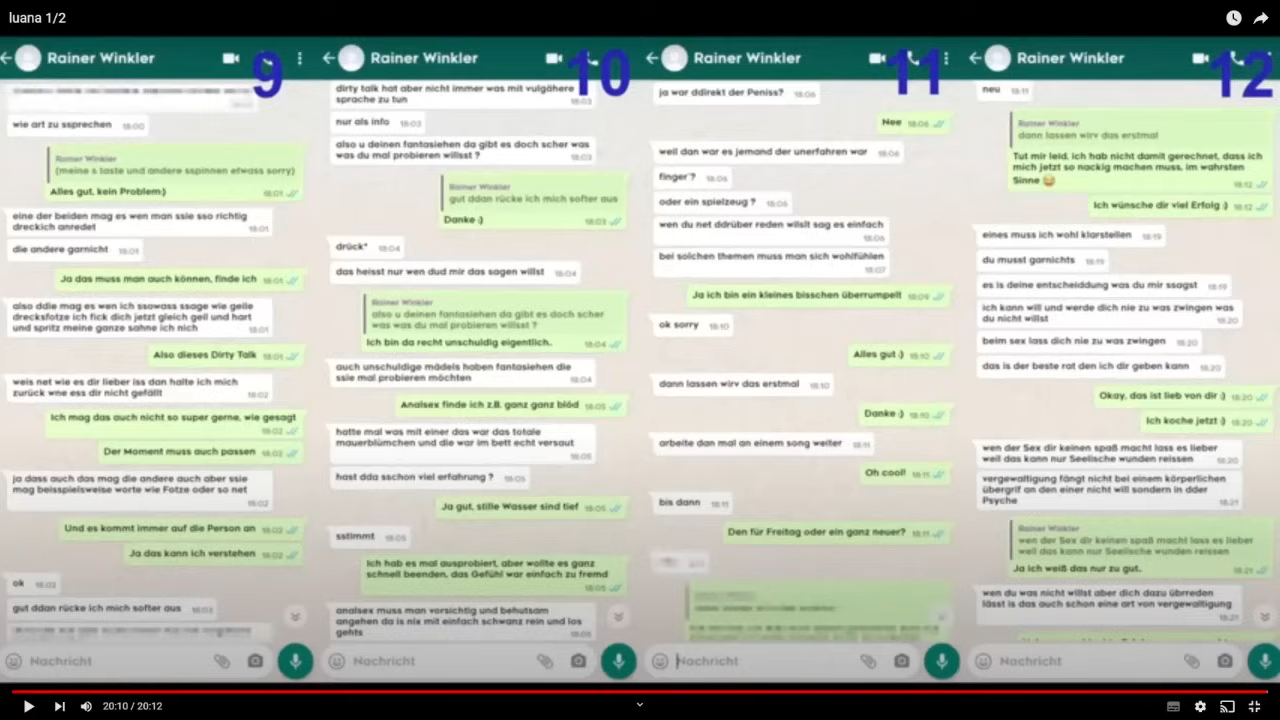 luana 1/2
Rainer Winkler
9
wie art zu ssprechen 18:00
Rainer Winkler
(meine s taste und andere sspinnen etwass sorry)
Alles gut, kein Problem:) 18:01
eine der beiden mag es wen man ssie sso richtig
dreckich anredet 18:01
die andere garnicht 18:01
Ja das muss man auch können, finde ich 18:01
also ddie mag es wen ich ssowass ssage wie geile
drecksfotze ich fick dich jetzt gleich geil und hart
und spritz meine ganze sahne ich nich 18:01
Also dieses Dirty Talk 18:01
weis net wie es dir lieber iss dan halte ich mich
zurück wne ess dir nicht gefällt 18:02
Ich mag das auch nicht so super gerne, wie gesagt
18:02
Der Moment muss auch passen 18:02
ja dass auch das mag die andere auch aber ssie
mag beispielsweise worte wie Fotze oder so net
18:02
Und es kommt immer auf die Person an 18:02
Ja das kann ich verstehen 18:02
ok 18:02
gut ddan rücke ich mich softer aus 18:03
Nachricht
Rainer Winkler
10
dirty talk hat aber nicht immer was mit vulgähere
sprache zu tun 18:03
nur als info 18:03
also u deinen fantasiehen da gibt es doch scher was
was du mal probieren willsst ? 18:03
Rainer Winkler
gut ddan rücke ich mich softer aus
Danke :) 18:03
drück* 18:04
das heisst nur wen dud mir das sagen willst 18:04
Rainer Winkler
also u deinen fantasiehen da gibt es doch scher
was was du mal probieren willsst ?
Ich bin da recht unschuldig eigentlich. 18:04
auch unschuldige mädels haben fantasiehen die
ssie mal probieren möchten 18:04
Analsex finde ich z.B. ganz ganz blöd 18:05
hatte mal was mit einer das war das totale
mauerblümchen und die war im bett echt versaut
18:05
hast dda sschon viel erfahrung ? 18:05
Ja gut, stille Wasser sind tief 18:05
sstimmt 18:05
Ich hab es mal ausprobiert, aber wollte es ganz
schnell beenden, das Gefühl war einfach zu fremd
18:05
analsex muss man vorsichtig und behutsam
angehen da is nix mit einfach schwanz rein und los
gehts 18:06
Nachricht
Rainer Winkler
11
ja war ddirekt der Peniss? 18:06
Nee 18:06
weil dan war es jemand der unerfahren war 18:06
finger? 18:06
oder ein spielzeug ? 18:06
wen du net ddrüber reden wilslt sag es einfach
18:06
bei solchen themen muss man sich wohlfühlen
18:07
Ja ich bin ein kleines bisschen überrumpelt 18:09
ok sorry 18:10
Alles gut :) 18:10
dann lassen wirv das erstmal 18:10
Danke :) 18:10
arbeite dan mal an einem song weiter 18:11
Oh cool! 18:11
bis dann 18:11
Den für Freitag oder ein ganz neuer? 18:11
Nachricht
Rainer Winkler
12
neu 18:11
Rainer Winkler
dann lassen wirv das erstmal
Tut mir leid, ich hab nicht damit gerechnet, dass ich
mich jetzt so nackig machen muss, im wahrsten
Sinne 😂 18:12
Ich wünsche dir viel Erfolg :) 18:12
eines muss ich wohl klarstellen 18:19
du musst garnichts 18:19
es is deine entscheiddung was du mir ssagst 18:19
ich kann will und werde dich nie zu was zwingen was
du nicht willst 18:20
beim sex lass dich nie zu was zwingen 18:20
das is der beste rat den ich dir geben kann 18:20
Okay, das ist lieb von dir :) 18:20
Ich koche jetzt :) 18:20
wen der Sex dir keinen spaß macht lass es lieber
weil das kann nur Seelische wunden reissen 18:20
vergewaltigung fängt nicht bei einem körperlichen
übergrif an den einer nicht will sondern in dder
Psyche 18:21
Rainer Winkler
wen der Sex dir keinen spaß macht lass es lieber
weil das kann nur Seelische wunden reissen
Ja ich weiß das nur zu gut. 18:21
wen du was nicht willst aber dich dazu übrreden
lässt is das auch schon eine art von vergewaltigung
18:21
Nachricht
20:10 / 20:12